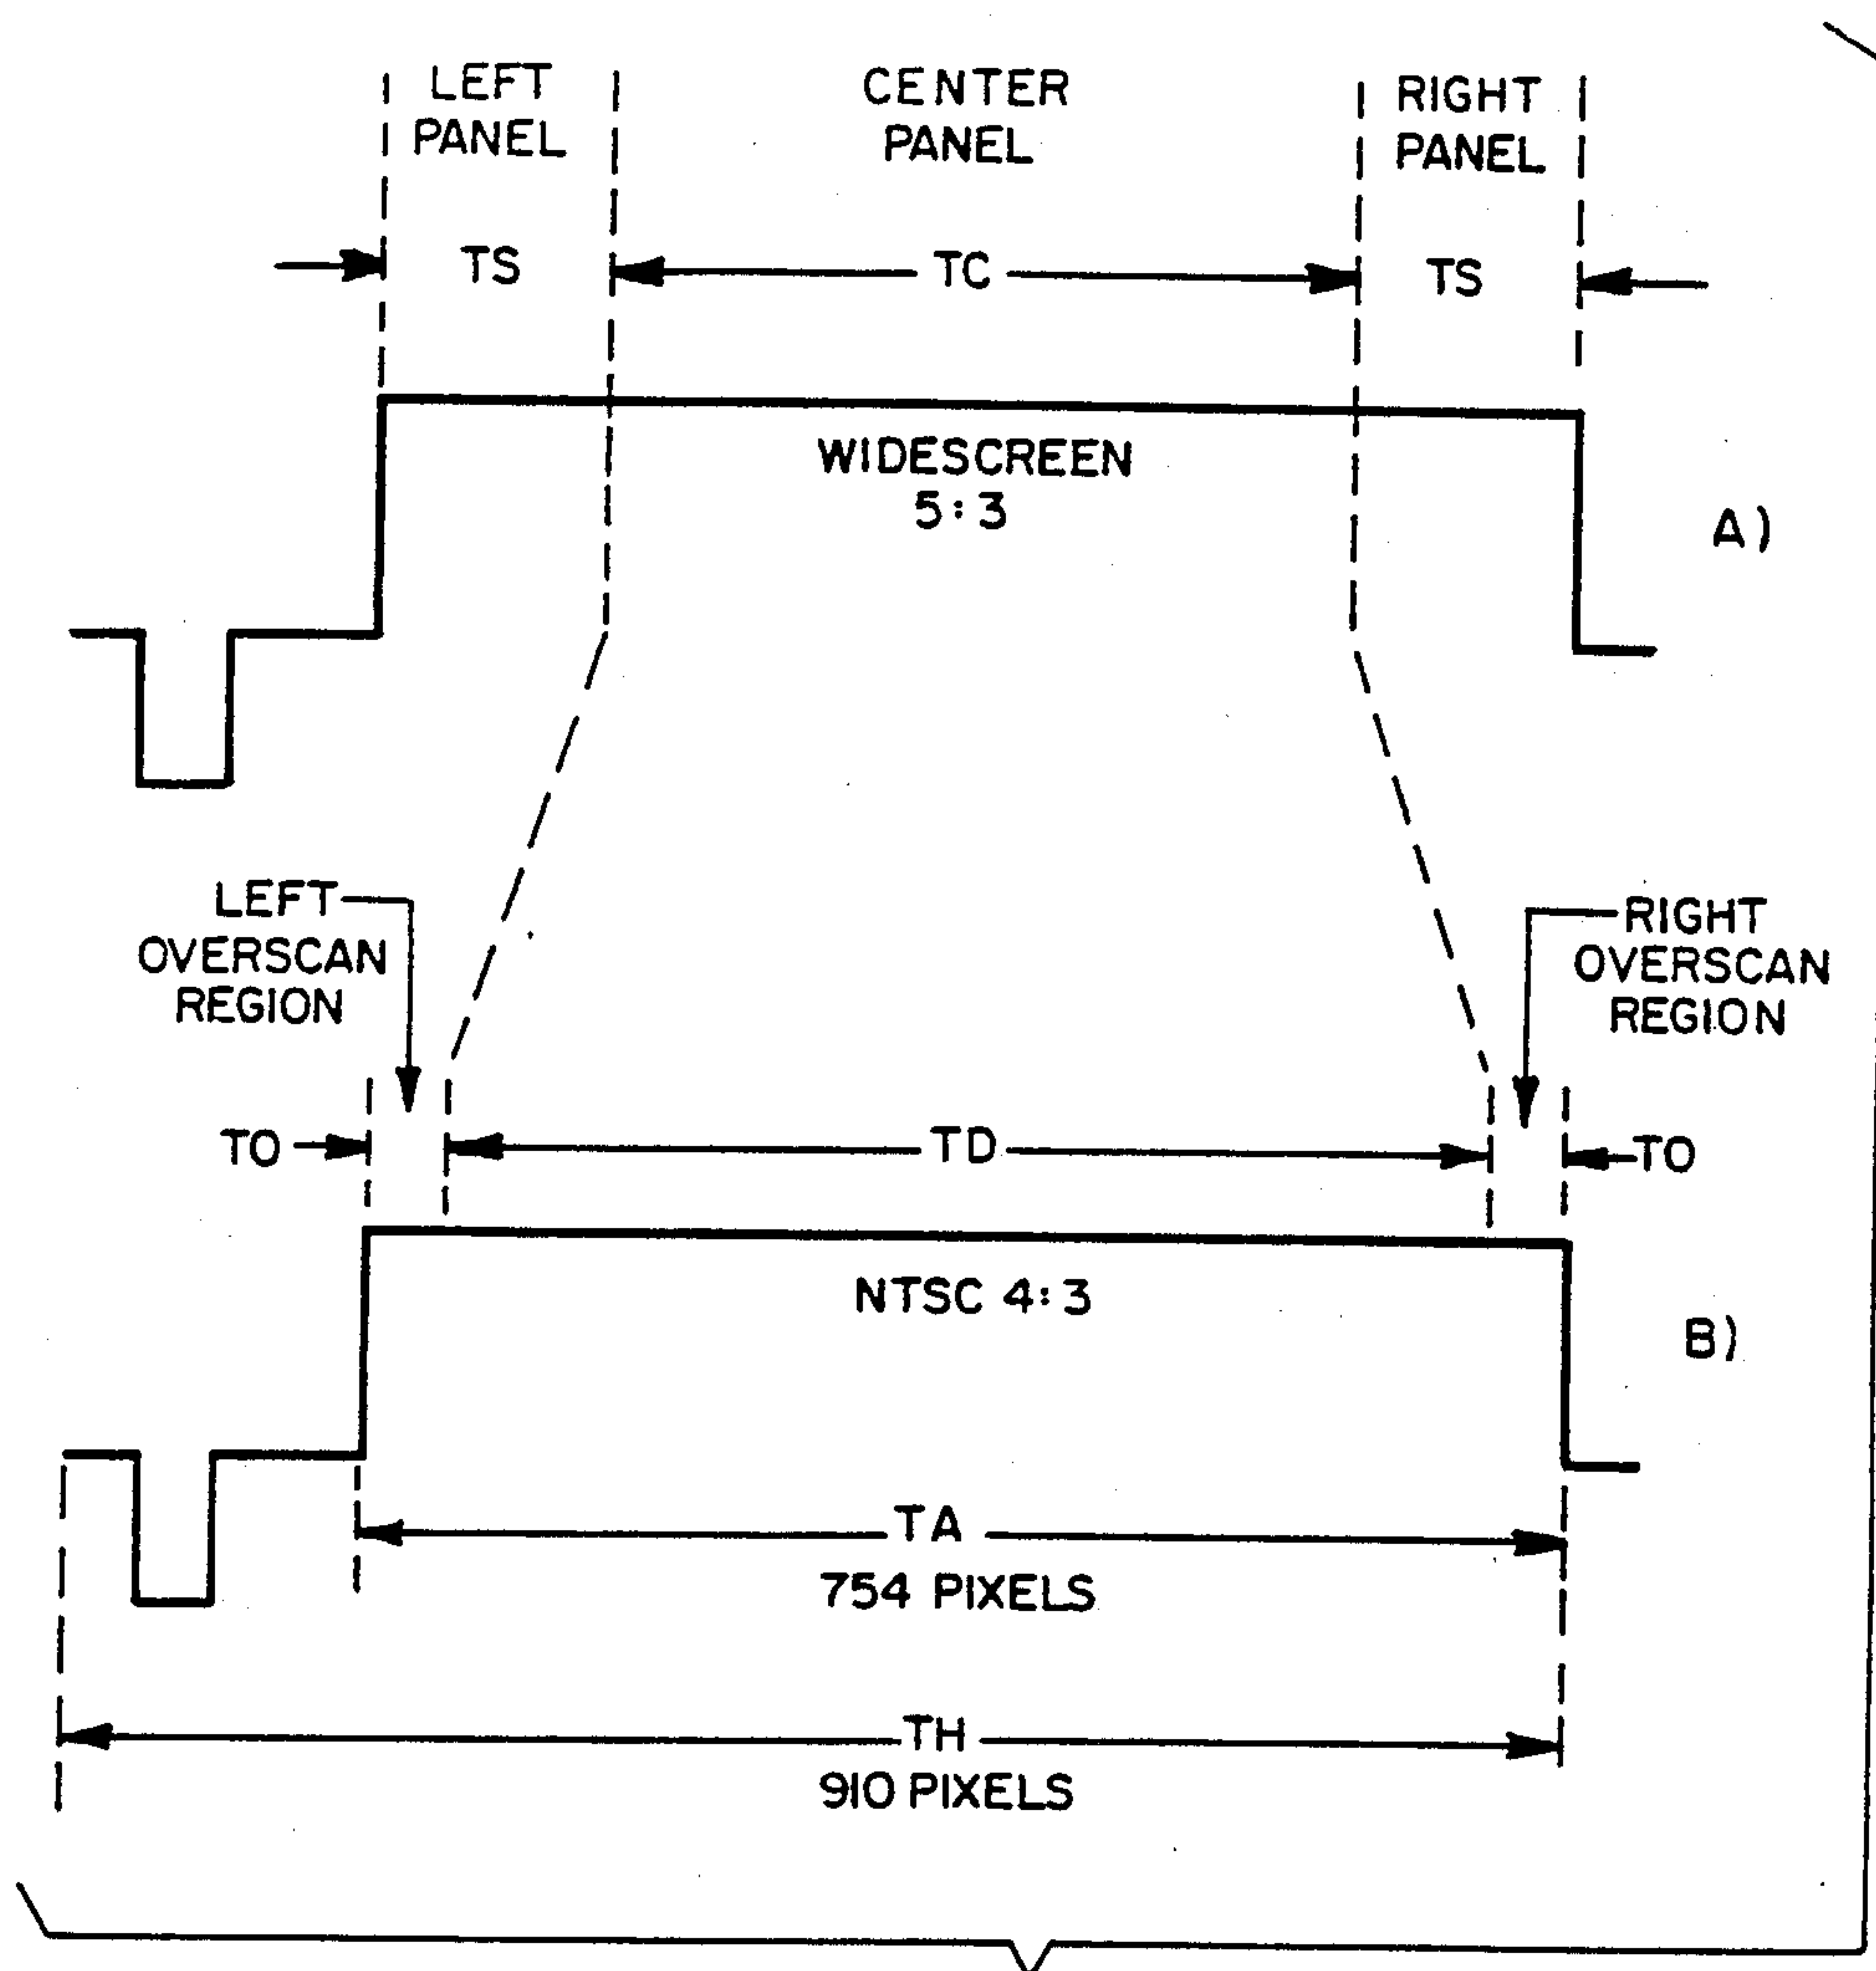 LEFT
PANEL
CENTER
PANEL
RIGHT
PANEL
TS
TC
TS
WIDESCREEN
5:3
A)
LEFT
OVERSCAN
REGION
RIGHT
OVERSCAN
REGION
TO
TD
TO
NTSC 4:3
B)
TA
754 PIXELS
TH
910 PIXELS